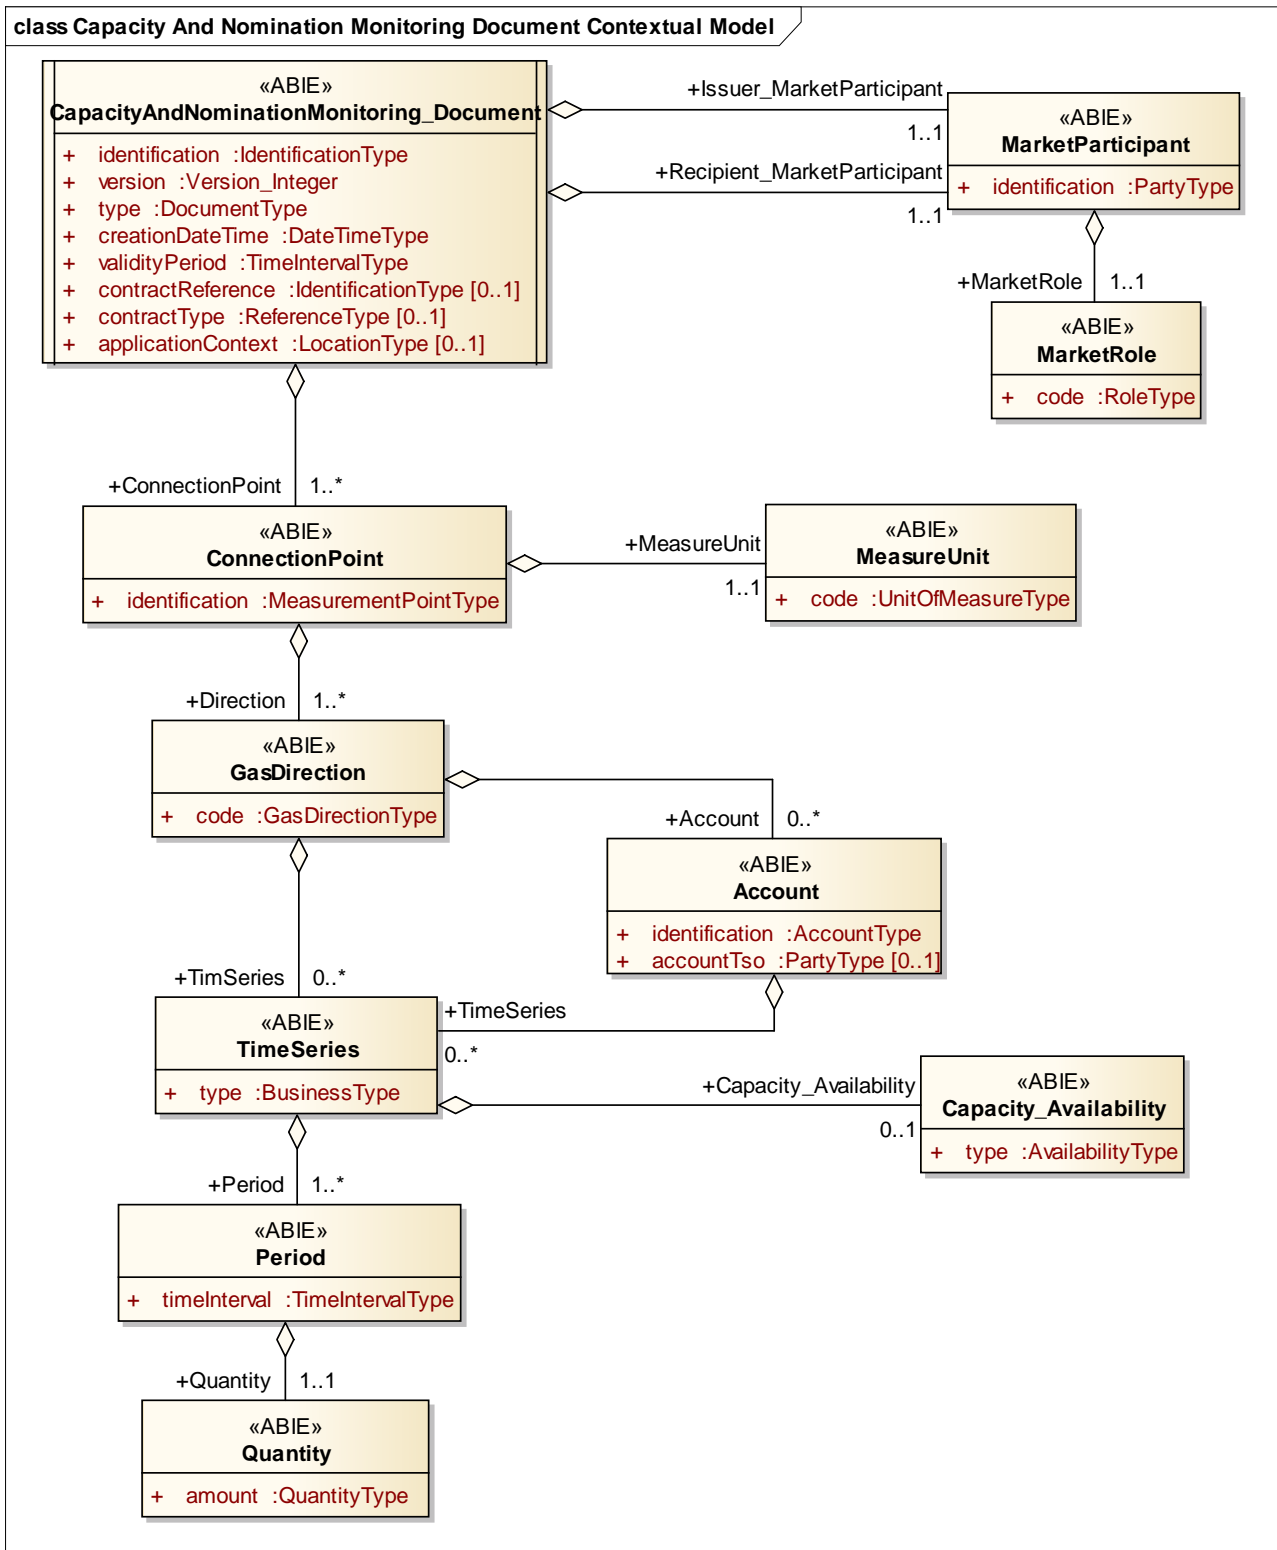 class Capacity And Nomination Monitoring Document Contextual Model
«ABIE»
CapacityAndNominationMonitoring_Document
+ identification :IdentificationType
+ version :Version_Integer
+ type :DocumentType
+ creationDateTime :DateTimeType
+ validityPeriod :TimeIntervalType
+ contractReference :IdentificationType [0..1]
+ contractType :ReferenceType [0..1]
+ applicationContext :LocationType [0..1]
+Issuer_MarketParticipant
1..1
+Recipient_MarketParticipant
1..1
«ABIE»
MarketParticipant
+ identification :PartyType
+MarketRole 1..1
«ABIE»
MarketRole
+ code :RoleType
+ConnectionPoint 1..*
«ABIE»
ConnectionPoint
+ identification :MeasurementPointType
+MeasureUnit
1..1
«ABIE»
MeasureUnit
+ code :UnitOfMeasureType
+Direction 1..*
«ABIE»
GasDirection
+ code :GasDirectionType
+Account 0..*
«ABIE»
Account
+ identification :AccountType
+ accountTso :PartyType [0..1]
+TimSeries 0..*
+TimeSeries
0..*
«ABIE»
TimeSeries
+ type :BusinessType
+Capacity_Availability
0..1
«ABIE»
Capacity_Availability
+ type :AvailabilityType
+Period 1..*
«ABIE»
Period
+ timeInterval :TimeIntervalType
+Quantity 1..1
«ABIE»
Quantity
+ amount :QuantityType